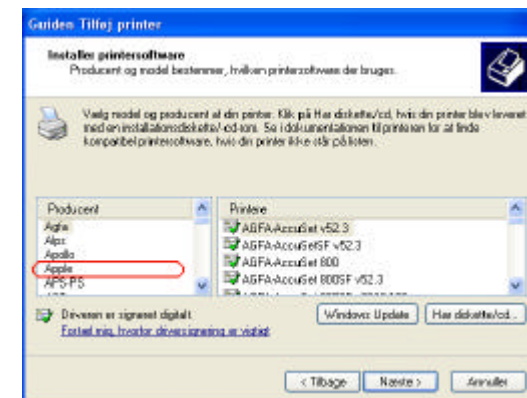 Guiden Tilføj printer
Installer printersoftware
Producent og model bestemmer, hvilken printersoftware der bruges.
Vælg model og producent af din printer. Klik på Har diskette/cd, hvis din printer blev leveret
med en installationsdiskette/-cd-rom. Se i dokumentationen til printeren for at finde
kompatibel printersoftware, hvis din printer ikke står på listen.
Producent
Agfa
Alps
Apollo
Apple
APS-PS
Printere
AGFA-AccuSet v52.3
AGFA-AccuSetSF v52.3
AGFA-AccuSet 800
AGFA-AccuSet 800SF v52.3
Driveren er signeret digitalt.
Fortæl mig, hvorfor driversignering er vigtigt
Windows Update
Har diskette/cd...
< Tilbage
Næste >
Annuller